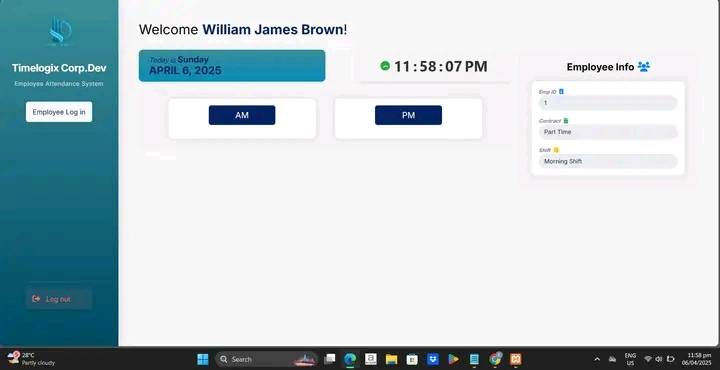 Timelogix Corp.Dev
Employee Attendance System
Employee Log in
Log out
Welcome William James Brown!
Today is Sunday
APRIL 6, 2025
11:58:07 PM
AM
PM
Employee Info
Emp ID
1
Contract
Part Time
Shift
Morning Shift
28°C
Partly cloudy
Search
ENG
US
11:58 pm
06/04/2025